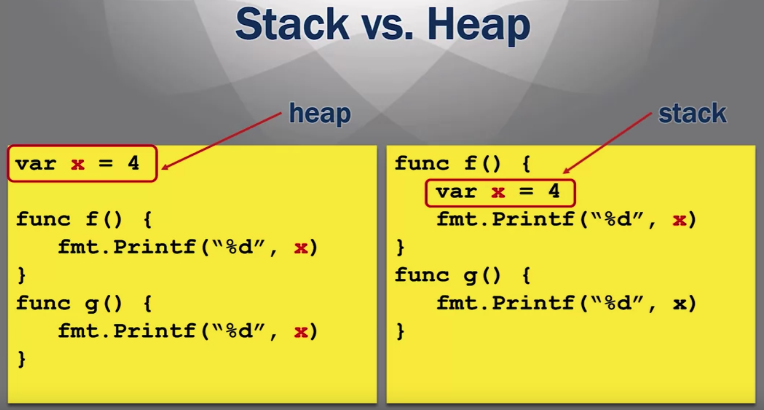 Stack vs. Heap
heap
stack
var x = 4
func f() {
fmt.Printf(“%d”, x)
}
func g() {
fmt.Printf(“%d”, x)
}
func f() {
var x = 4
fmt.Printf(“%d”, x)
}
func g() {
fmt.Printf(“%d”, x)
}